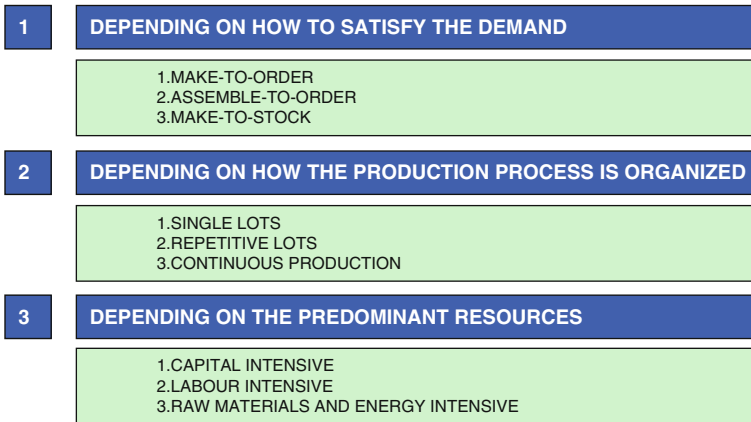 1 DEPENDING ON HOW TO SATISFY THE DEMAND
1.MAKE-TO-ORDER
2.ASSEMBLE-TO-ORDER
3.MAKE-TO-STOCK
2 DEPENDING ON HOW THE PRODUCTION PROCESS IS ORGANIZED
1.SINGLE LOTS
2.REPETITIVE LOTS
3.CONTINUOUS PRODUCTION
3 DEPENDING ON THE PREDOMINANT RESOURCES
1.CAPITAL INTENSIVE
2.LABOUR INTENSIVE
3.RAW MATERIALS AND ENERGY INTENSIVE